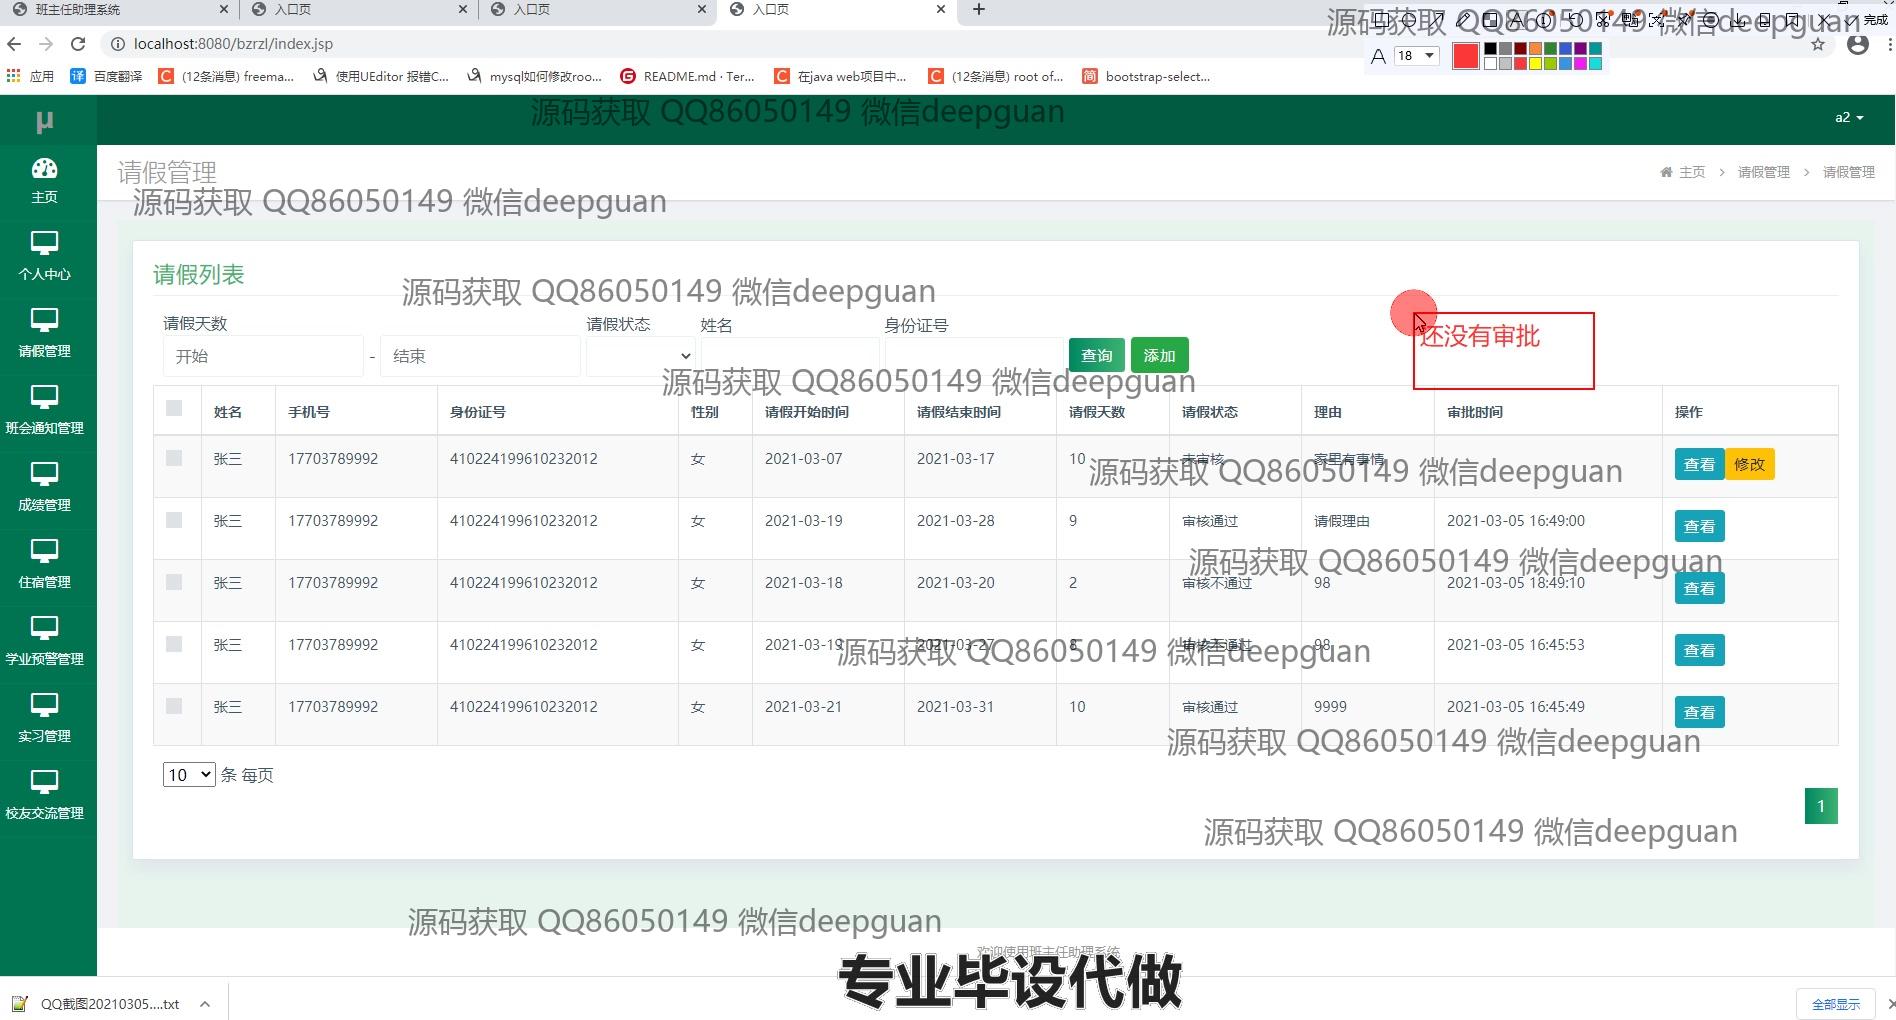 班主任助理系统
入口页
入口页
入口页
localhost:8080/bzrzl/index.jsp
源码获取 QQ86050149 微信deepguan
完成
A 18
应用
百度翻译
(12条消息) freema...
使用UEditor 报错C...
mysql如何修改roo...
README.md · Ter...
在java web项目中...
(12条消息) root of...
bootstrap-select...
μ
源码获取 QQ86050149 微信deepguan
a2
主页
个人中心
请假管理
班会通知管理
成绩管理
住宿管理
学业预警管理
实习管理
校友交流管理
请假管理
主页 > 请假管理 > 请假管理
源码获取 QQ86050149 微信deepguan
请假列表
源码获取 QQ86050149 微信deepguan
请假天数 请假状态 姓名 身份证号
开始 - 结束 查询 添加
还没有审批
源码获取 QQ86050149 微信deepguan
姓名 手机号 身份证号 性别 请假开始时间 请假结束时间 请假天数 请假状态 理由 审批时间 操作
张三 17703789992 410224199610232012 女 2021-03-07 2021-03-17 10 未审核 家里有事情 查看 修改
源码获取 QQ86050149 微信deepguan
张三 17703789992 410224199610232012 女 2021-03-19 2021-03-28 9 审核通过 请假理由 2021-03-05 16:49:00 查看
源码获取 QQ86050149 微信deepguan
张三 17703789992 410224199610232012 女 2021-03-18 2021-03-20 2 审核不通过 98 2021-03-05 18:49:10 查看
张三 17703789992 410224199610232012 女 2021-03-19 2021-03-27 8 审核不通过 98 2021-03-05 16:45:53 查看
源码获取 QQ86050149 微信deepguan
张三 17703789992 410224199610232012 女 2021-03-21 2021-03-31 10 审核通过 9999 2021-03-05 16:45:49 查看
源码获取 QQ86050149 微信deepguan
10 条 每页
1
源码获取 QQ86050149 微信deepguan
源码获取 QQ86050149 微信deepguan
欢迎使用班主任助理系统
专业毕设代做
QQ截图20210305....txt
全部显示